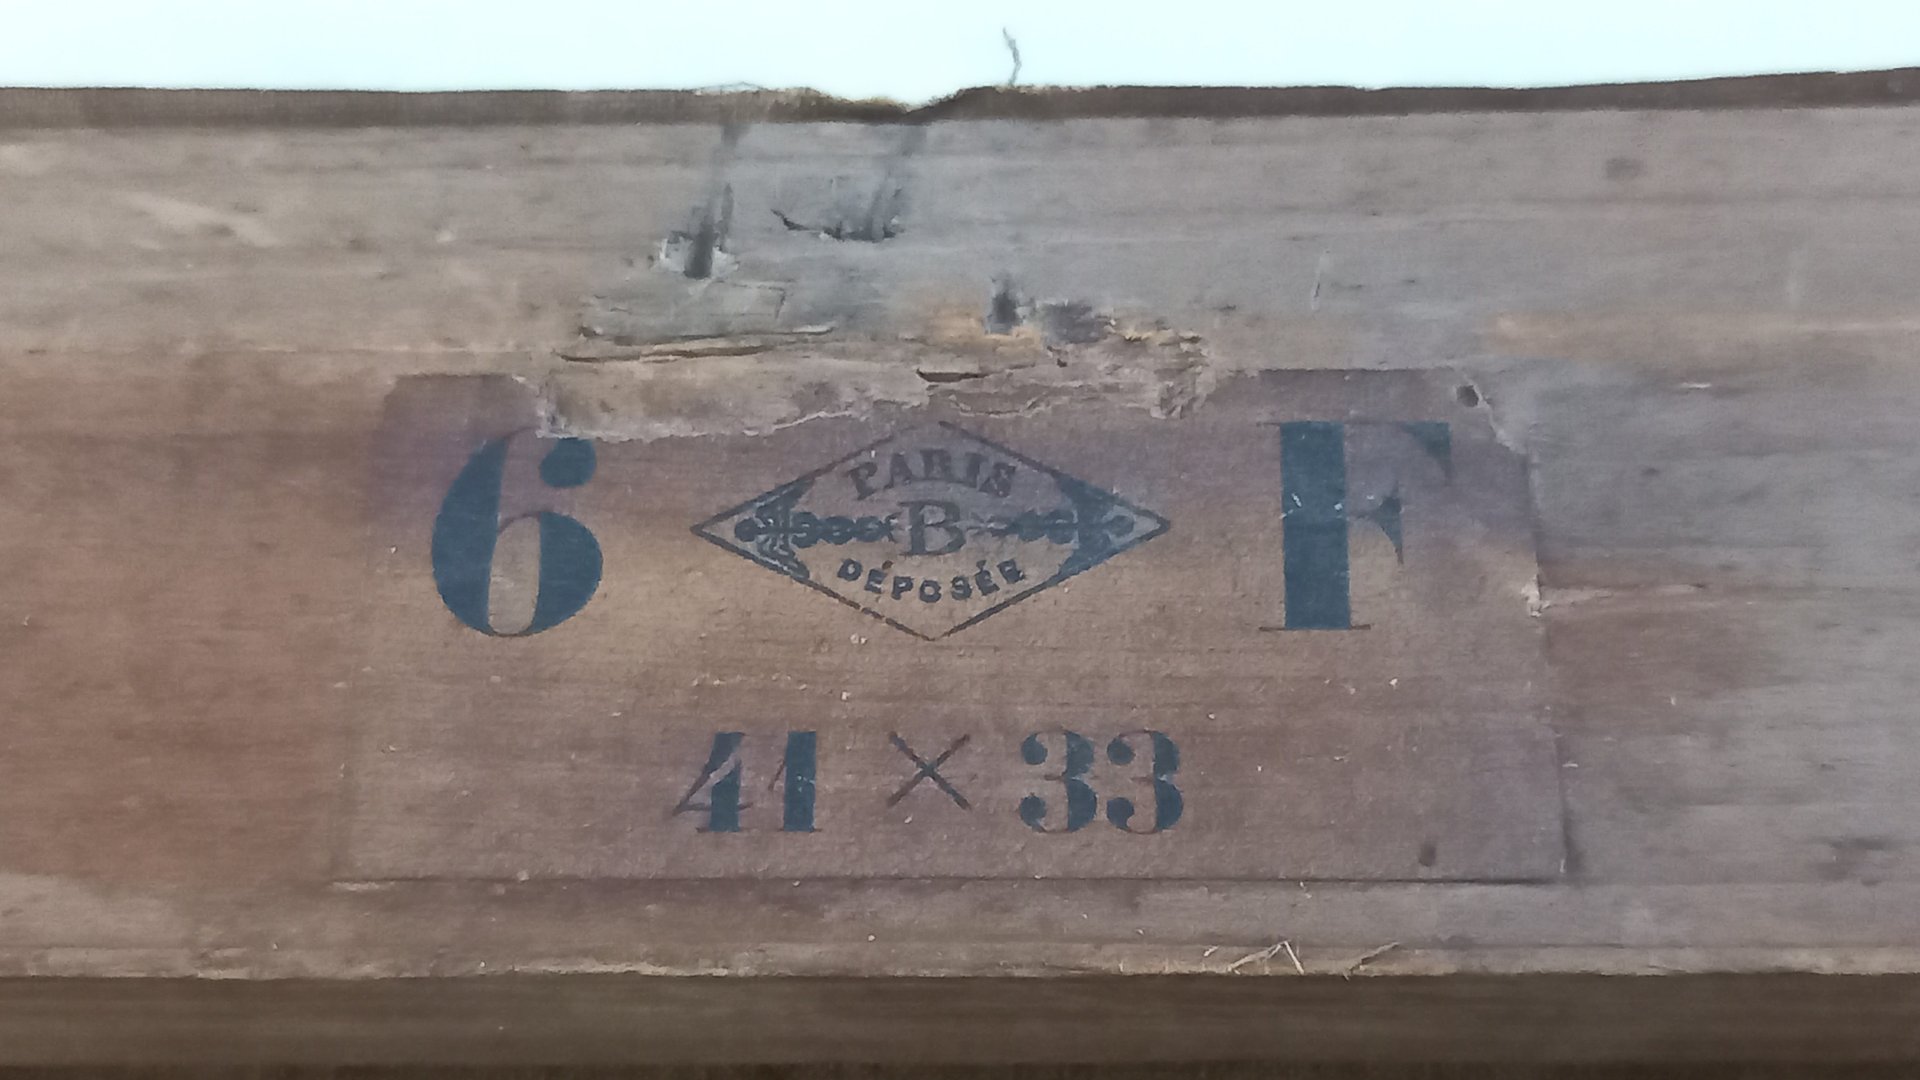 6 PARIS F
B
DÉPOSÉE
41 × 33